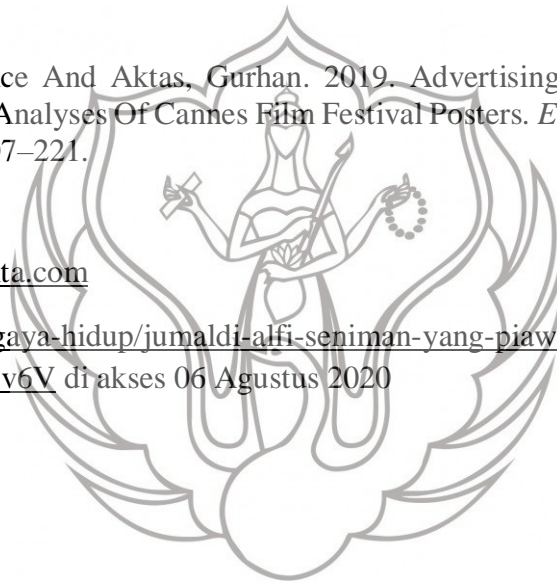 ce And Aktas, Gurhan. 2019. Advertising
Analyses Of Cannes Film Festival Posters. E
07–221.
ta.com
gaya-hidup/jumaldi-alfi-seniman-yang-piaw
v6V di akses 06 Agustus 2020